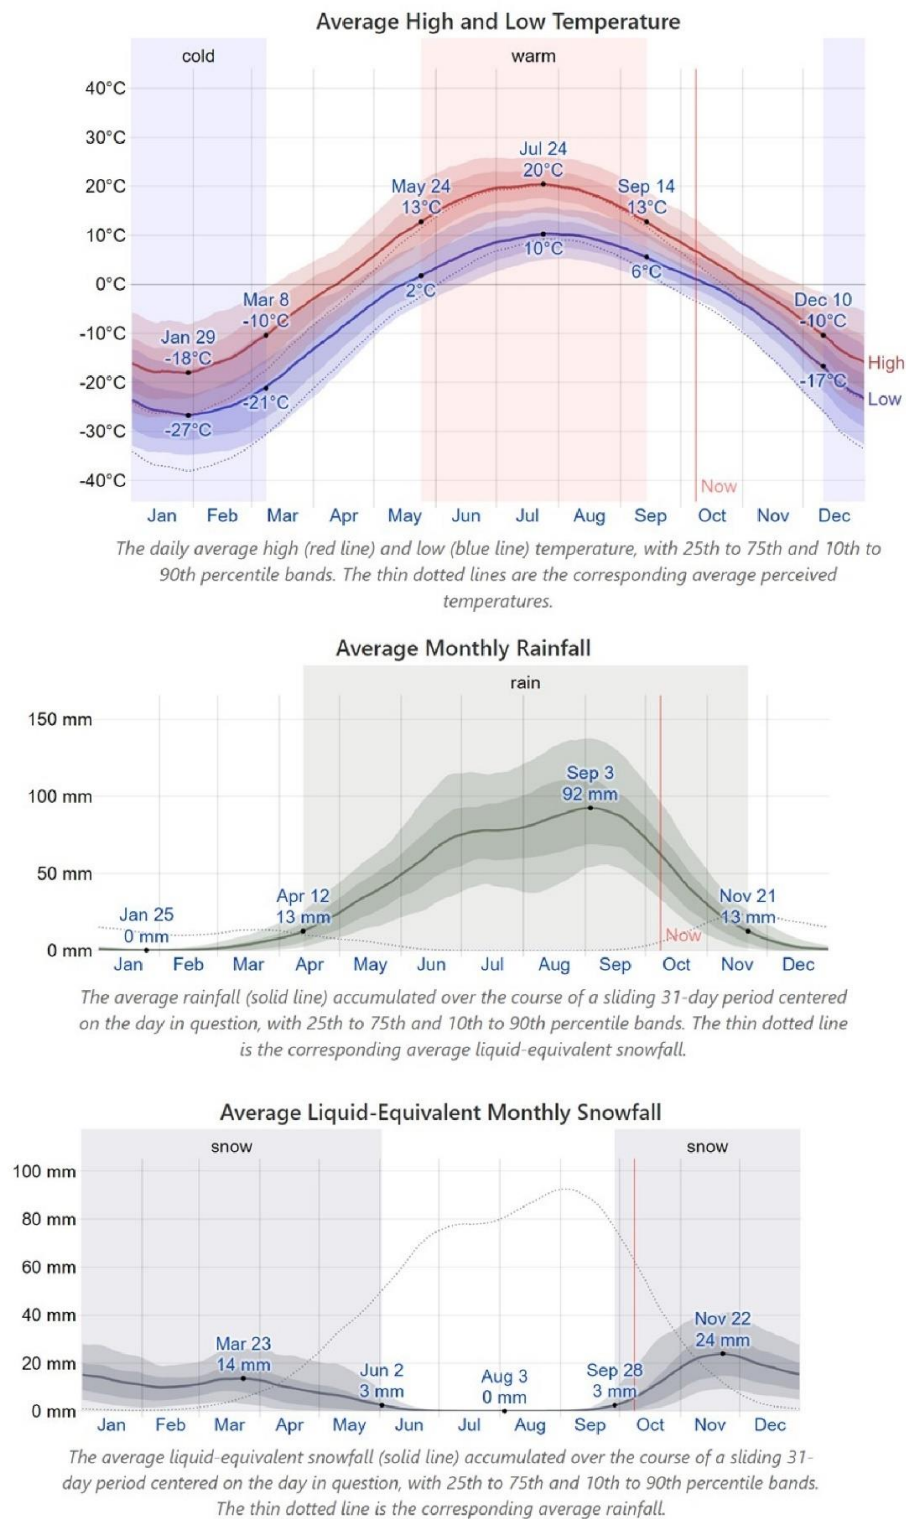 Average High and Low Temperature
cold
warm
40°C
30°C
20°C
10°C
0°C
-10°C
-20°C
-30°C
-40°C
Jan 29
-18°C
-27°C
Mar 8
-10°C
-21°C
May 24
13°C
2°C
Jul 24
20°C
10°C
Sep 14
13°C
6°C
Dec 10
-10°C
-17°C
High
Low
Now
Jan Feb Mar Apr May Jun Jul Aug Sep Oct Nov Dec
The daily average high (red line) and low (blue line) temperature, with 25th to 75th and 10th to
90th percentile bands. The thin dotted lines are the corresponding average perceived
temperatures.
Average Monthly Rainfall
rain
150 mm
100 mm
50 mm
0 mm
Jan 25
0 mm
Apr 12
13 mm
Sep 3
92 mm
Nov 21
13 mm
Now
Jan Feb Mar Apr May Jun Jul Aug Sep Oct Nov Dec
The average rainfall (solid line) accumulated over the course of a sliding 31-day period centered
on the day in question, with 25th to 75th and 10th to 90th percentile bands. The thin dotted line
is the corresponding average liquid-equivalent snowfall.
Average Liquid-Equivalent Monthly Snowfall
snow
snow
100 mm
80 mm
60 mm
40 mm
20 mm
0 mm
Mar 23
14 mm
Jun 2
3 mm
Aug 3
0 mm
Sep 28
3 mm
Nov 22
24 mm
Jan Feb Mar Apr May Jun Jul Aug Sep Oct Nov Dec
The average liquid-equivalent snowfall (solid line) accumulated over the course of a sliding 31-
day period centered on the day in question, with 25th to 75th and 10th to 90th percentile bands.
The thin dotted line is the corresponding average rainfall.